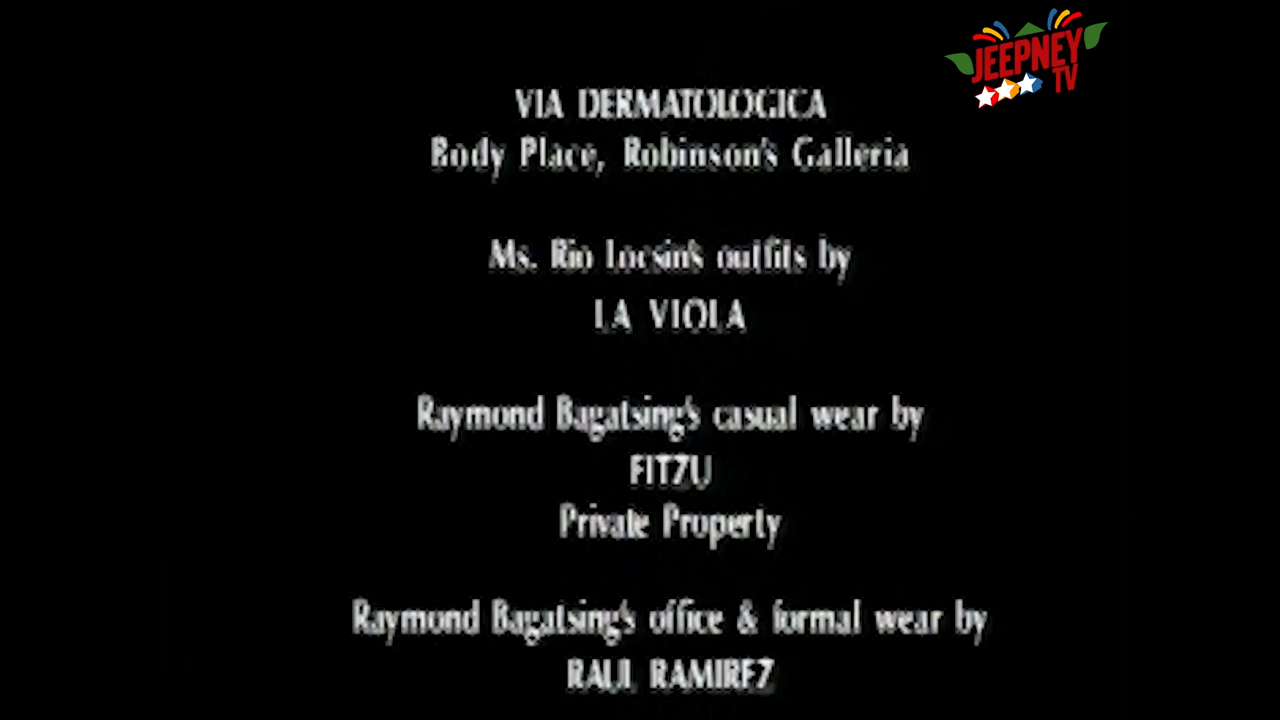 JEEPNEY
TV
VIA DERMATOLOGICA
Body Place, Robinson's Galleria
Ms. Rio Locsin's outfits by
LA VIOLA
Raymond Bagatsing's casual wear by
FITZU
Private Property
Raymond Bagatsing's office & formal wear by
RAUL RAMIREZ